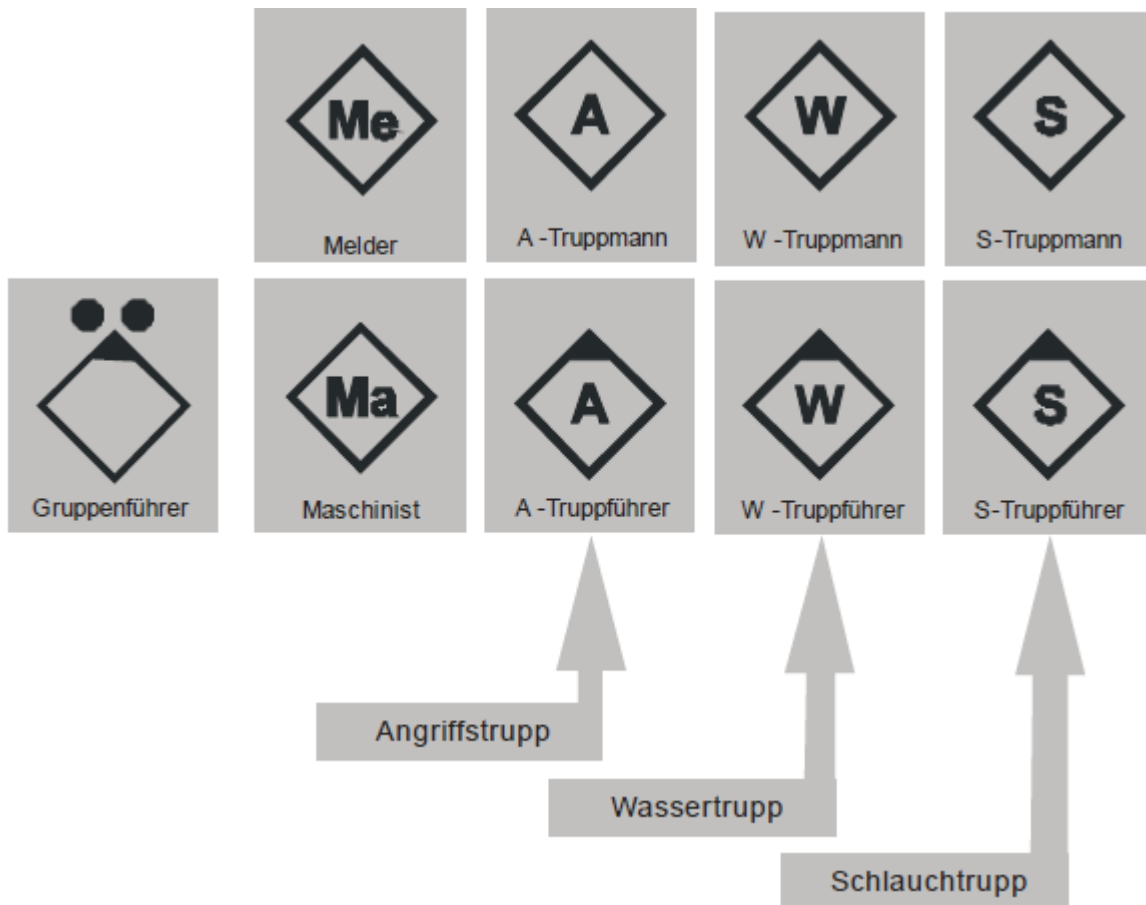 Me
Melder
A
A -Truppmann
W
W -Truppmann
S
S-Truppmann
Gruppenführer
Ma
Maschinist
A
A -Truppführer
W
W -Truppführer
S
S-Truppführer
Angriffstrupp
Wassertrupp
Schlauchtrupp